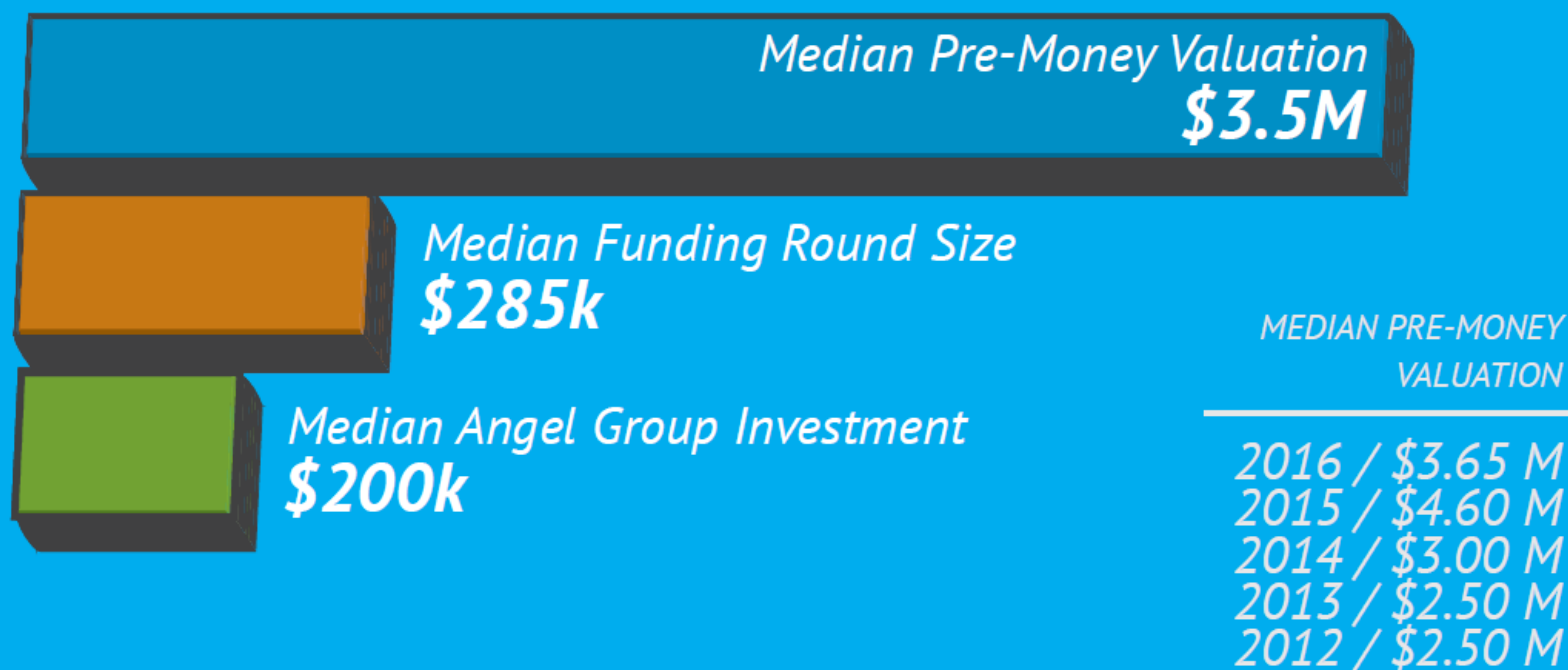 Median Pre-Money Valuation
$3.5M
Median Funding Round Size
$285k
Median Angel Group Investment
$200k
MEDIAN PRE-MONEY
VALUATION
2016 / $3.65 M
2015 / $4.60 M
2014 / $3.00 M
2013 / $2.50 M
2012 / $2.50 M